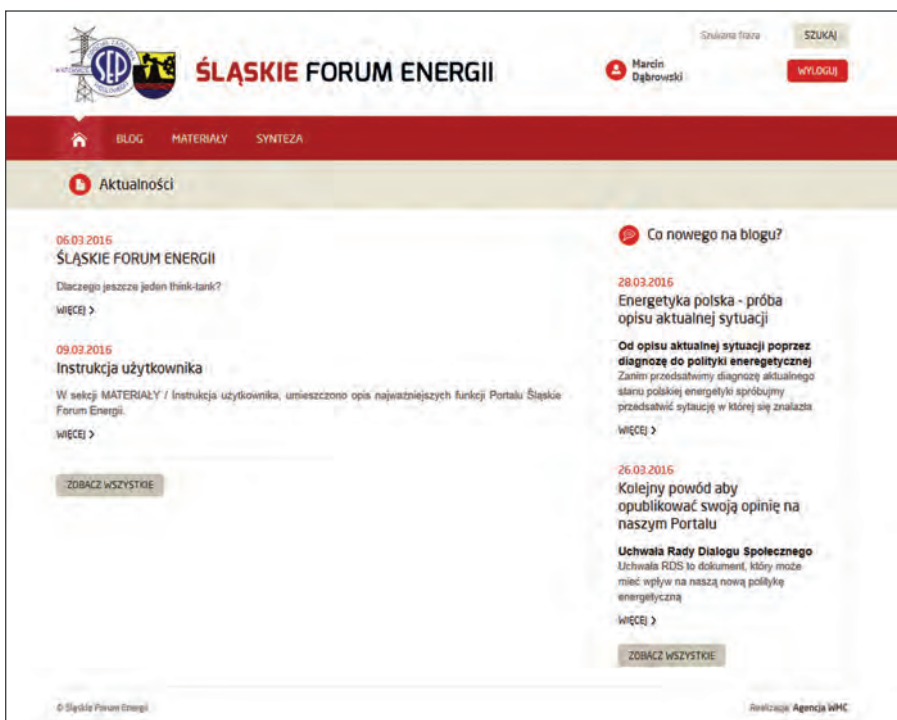 Szukana fraza
SZUKAJ
SEP
ŚLĄSKIE FORUM ENERGII
Marcin
Dąbrowski
WYLOGUJ
BLOG
MATERIAŁY
SYNTEZA
Aktualności
06.03.2016
ŚLĄSKIE FORUM ENERGII
Dlaczego jeszcze jeden think-tank?
WIĘCEJ >
09.03.2016
Instrukcja użytkownika
W sekcji MATERIAŁY / Instrukcja użytkownika, umieszczono opis najważniejszych funkcji Portalu Śląskie
Forum Energii.
WIĘCEJ >
ZOBACZ WSZYSTKIE
Co nowego na blogu?
28.03.2016
Energetyka polska - próba
opisu aktualnej sytuacji
Od opisu aktualnej sytuacji poprzez
diagnozę do polityki eneregetycznej
Zanim przedsatwimy diagnozę aktualnego
stanu polskiej energetyki spróbujmy
przedsatwić sytaucję w której się znalazła
WIĘCEJ >
26.03.2016
Kolejny powód aby
opublikować swoją opinię na
naszym Portalu
Uchwała Rady Dialogu Społecznego
Uchwała RDS to dokument, który może
mieć wpływ na naszą nową politykę
energetyczną
WIĘCEJ >
ZOBACZ WSZYSTKIE
© Śląskie Forum Energii
Realizacja: Agencja WMC